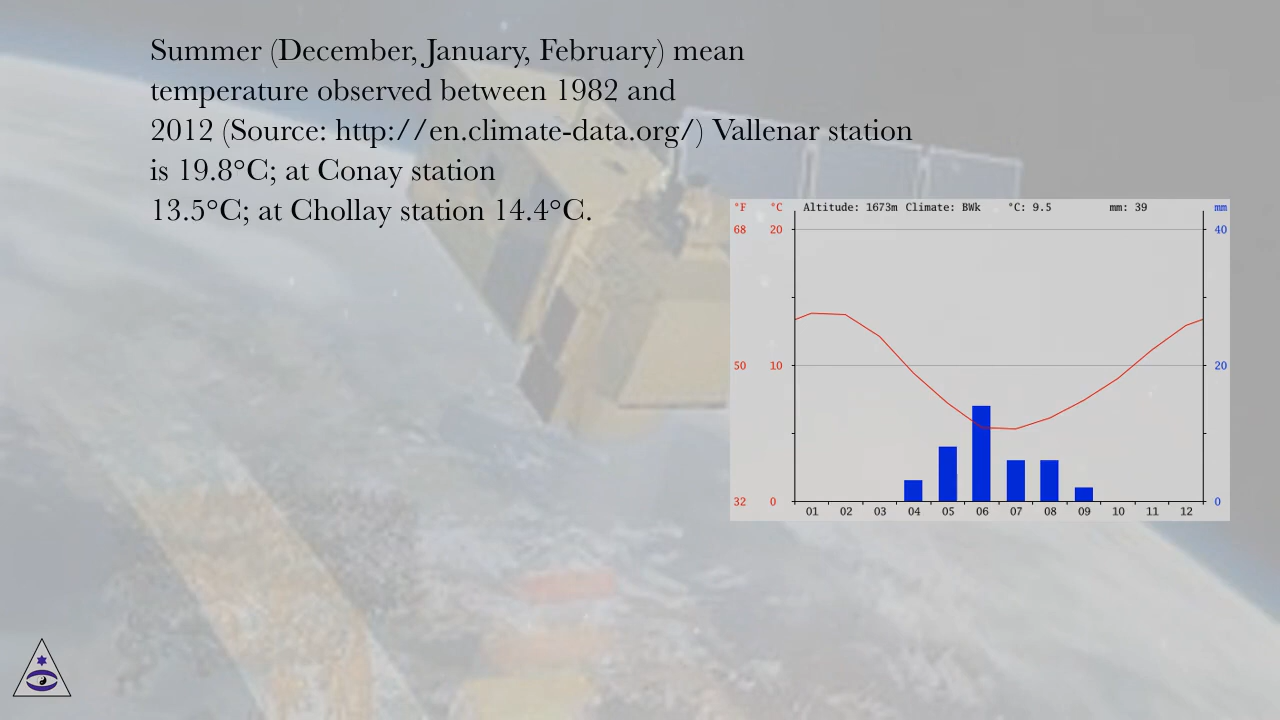 Summer (December, January, February) mean
temperature observed between 1982 and
2012 (Source: http://en.climate-data.org/) Vallenar station
is 19.8°C; at Conay station
13.5°C; at Chollay station 14.4°C.
°F °C Altitude: 1673m Climate: BWk °C: 9.5 mm: 39 mm
68 20 40
50 10 20
32 0 0
01 02 03 04 05 06 07 08 09 10 11 12